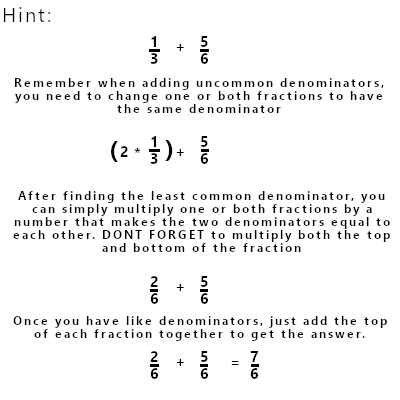 Hint:
1/3 + 5/6
Remember when adding uncommon denominators,
you need to change one or both fractions to have
the same denominator
(2 * 1/3) + 5/6
After finding the least common denominator, you
can simply multiply one or both fractions by a
number that makes the two denominators equal to
each other. DONT FORGET to multiply both the top
and bottom of the fraction
2/6 + 5/6
Once you have like denominators, just add the top
of each fraction together to get the answer.
2/6 + 5/6 = 7/6